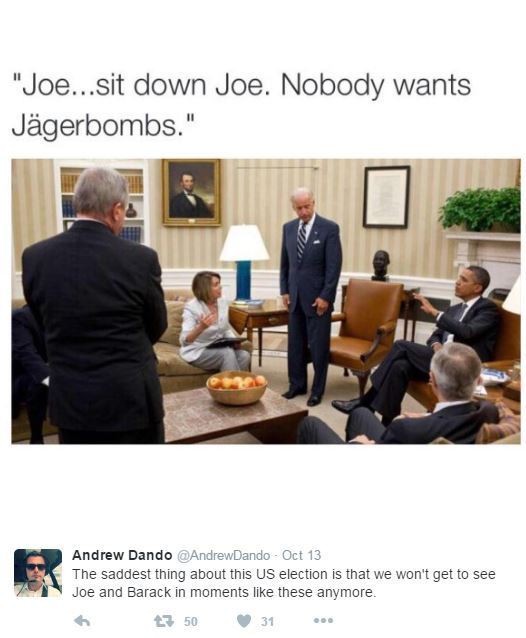 "Joe...sit down Joe. Nobody wants
Jägerbombs."
Andrew Dando @AndrewDando · Oct 13
The saddest thing about this US election is that we won't get to see
Joe and Barack in moments like these anymore.
50 31